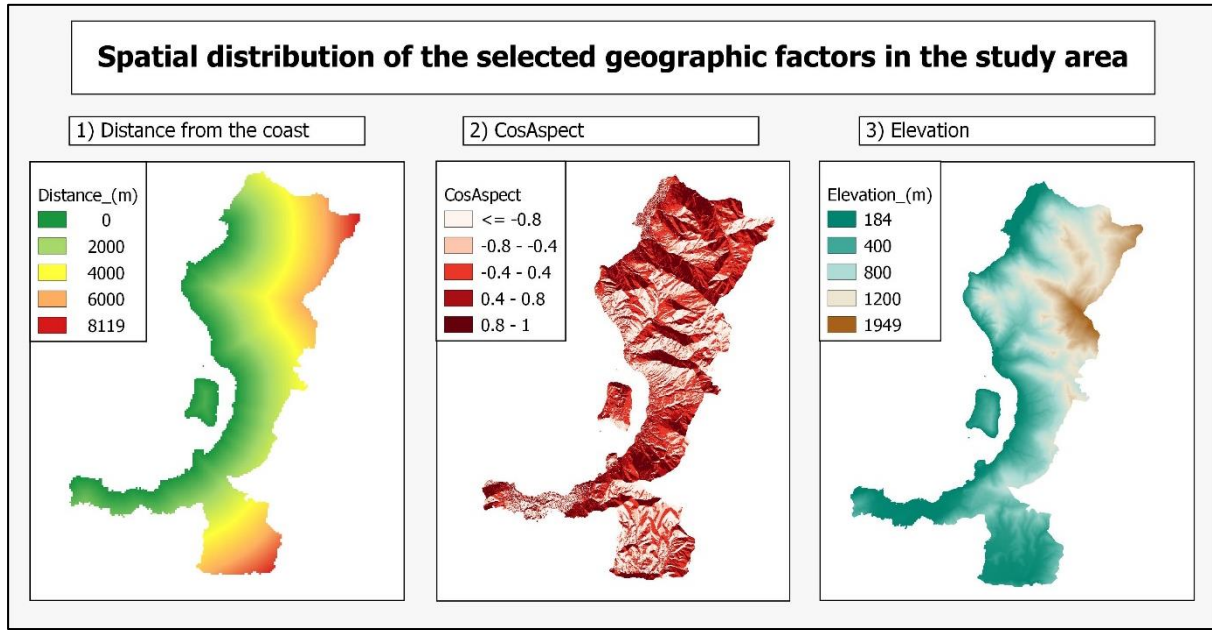 Spatial distribution of the selected geographic factors in the study area
1) Distance from the coast
2) CosAspect
3) Elevation
Distance_(m)
0
2000
4000
6000
8119
CosAspect
<= -0.8
-0.8 - -0.4
-0.4 - 0.4
0.4 - 0.8
0.8 - 1
Elevation_(m)
184
400
800
1200
1949